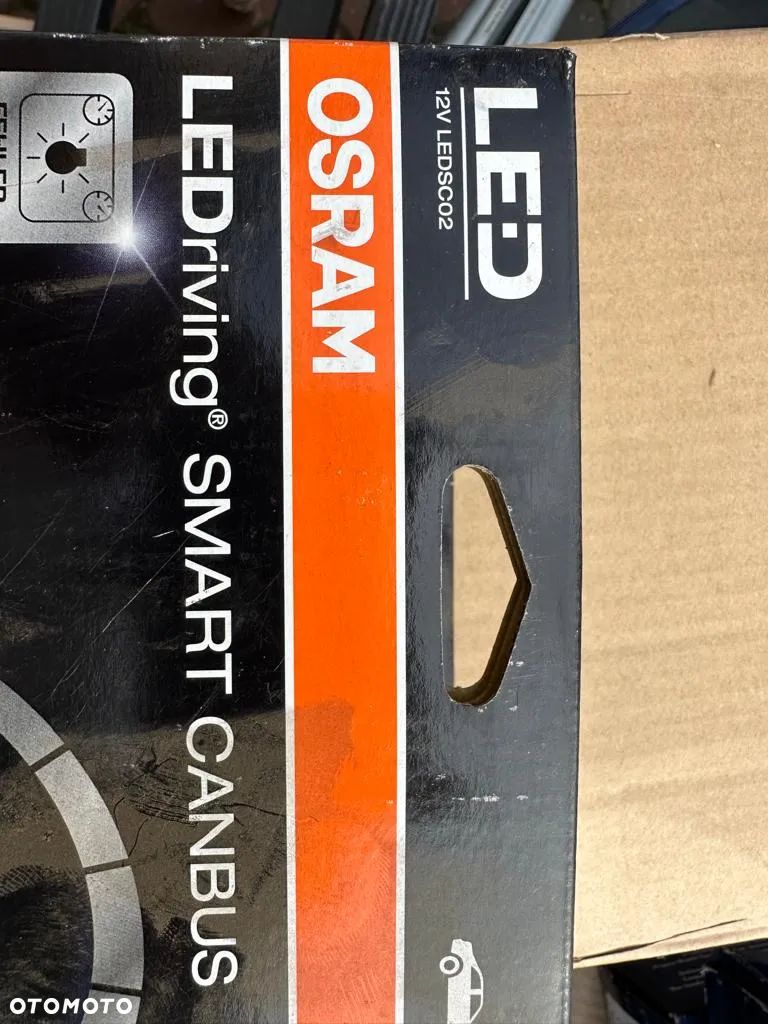 LED
12V LEDSC02
OSRAM
LEDriving® SMART CANBUS
OTOMOTO